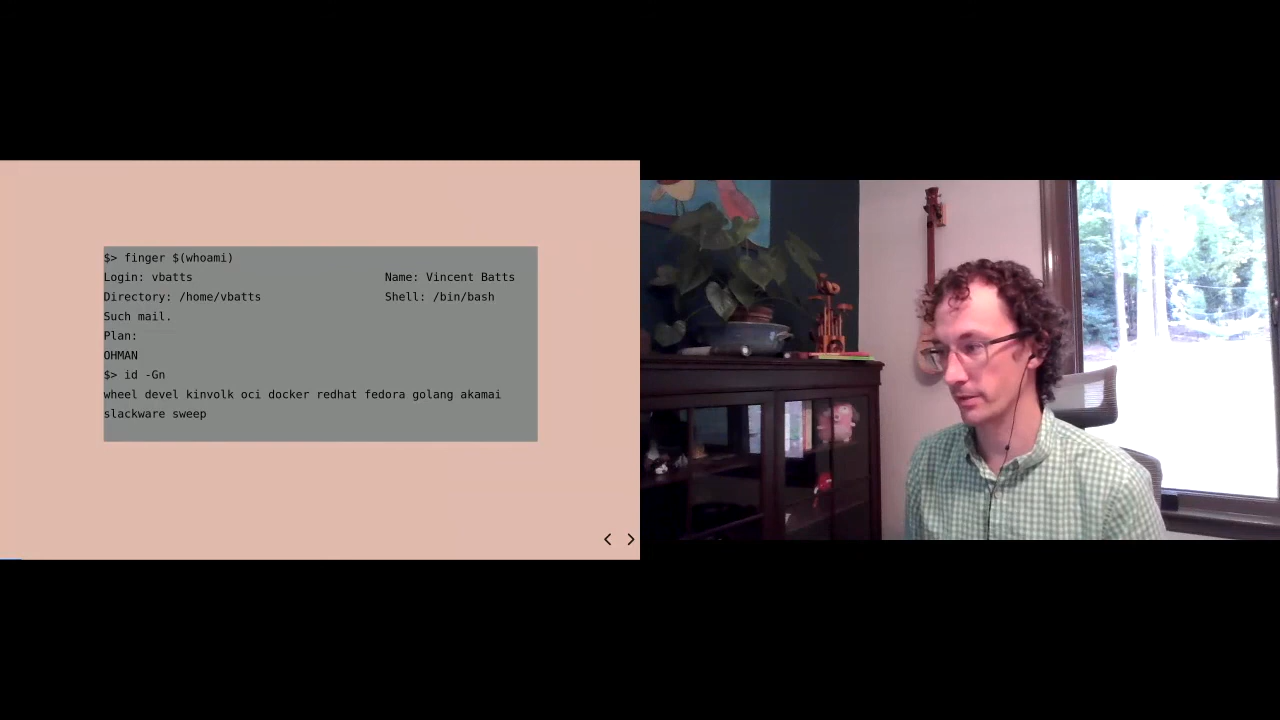 $> finger $(whoami)
Login: vbatts                            Name: Vincent Batts
Directory: /home/vbatts                  Shell: /bin/bash
Such mail.
Plan:
OHMAN
$> id -Gn
wheel devel kinvolk oci docker redhat fedora golang akamai
slackware sweep